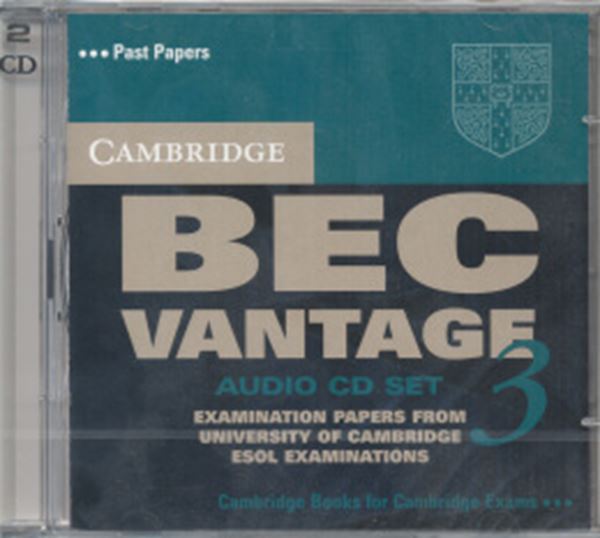 2
CD
••• Past Papers
CAMBRIDGE
BEC
VANTAGE
3
AUDIO CD SET
EXAMINATION PAPERS FROM
UNIVERSITY OF CAMBRIDGE
ESOL EXAMINATIONS
Cambridge Books for Cambridge Exams •••